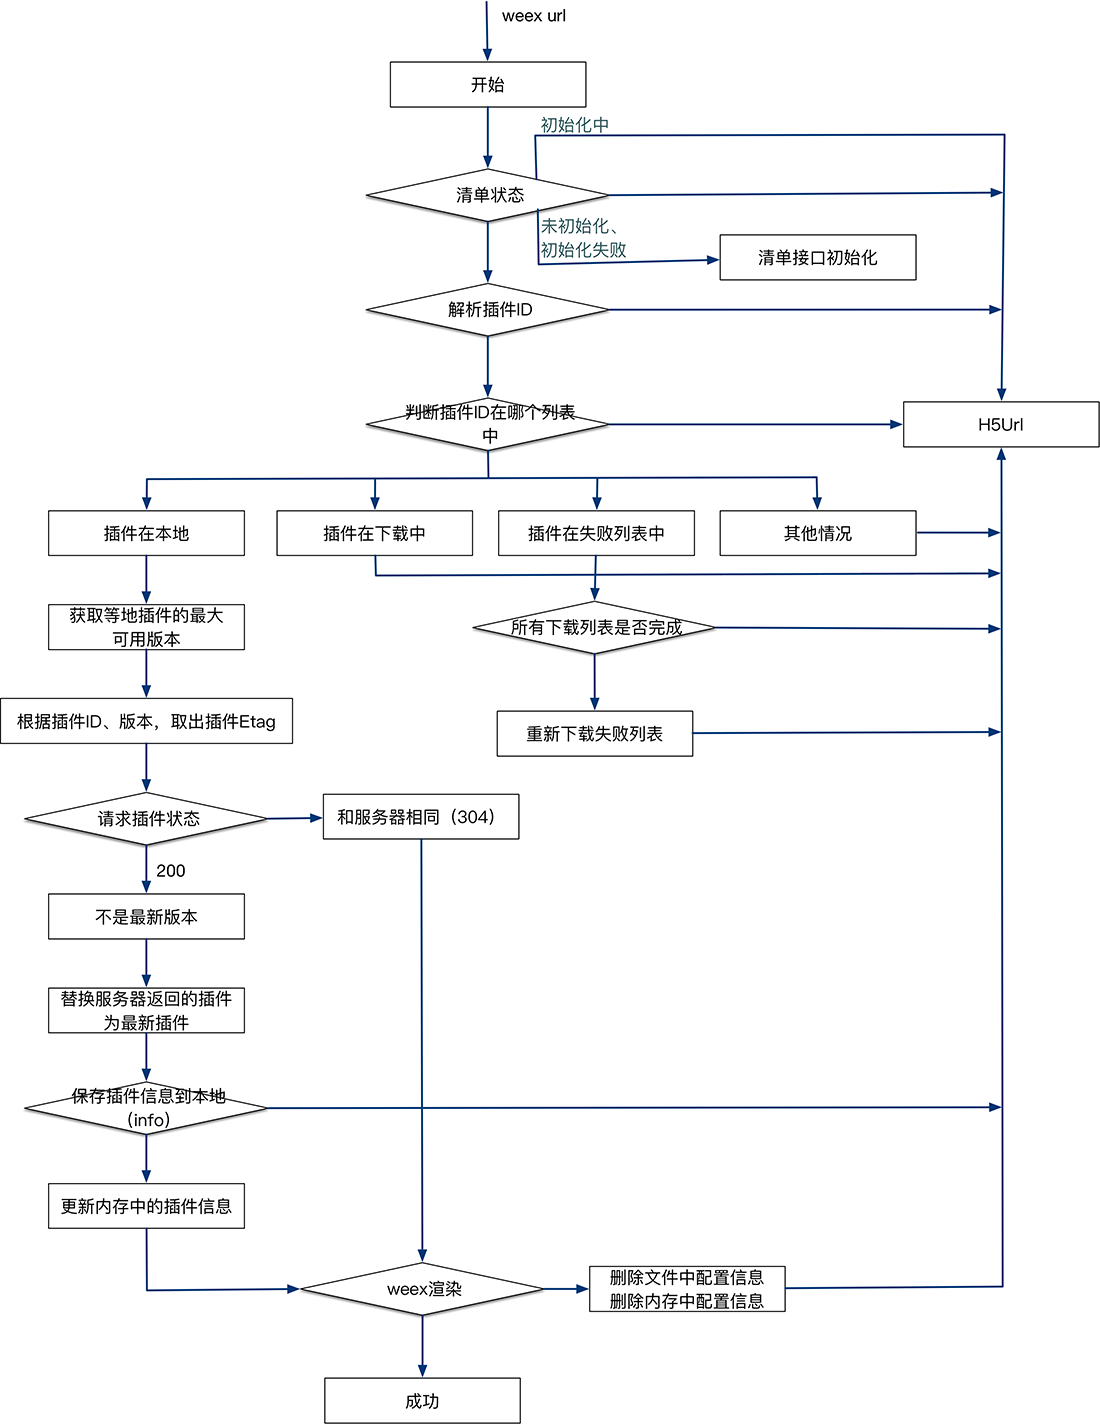 weex url
开始
初始化中
清单状态
未初始化、
初始化失败
清单接口初始化
解析插件ID
判断插件ID在哪个列表
中
H5Url
插件在本地
插件在下载中
插件在失败列表中
其他情况
获取等地插件的最大
可用版本
所有下载列表是否完成
根据插件ID、版本，取出插件Etag
重新下载失败列表
请求插件状态
和服务器相同（304）
200
不是最新版本
替换服务器返回的插件
为最新插件
保存插件信息到本地
（info）
更新内存中的插件信息
weex渲染
删除文件中配置信息
删除内存中配置信息
成功